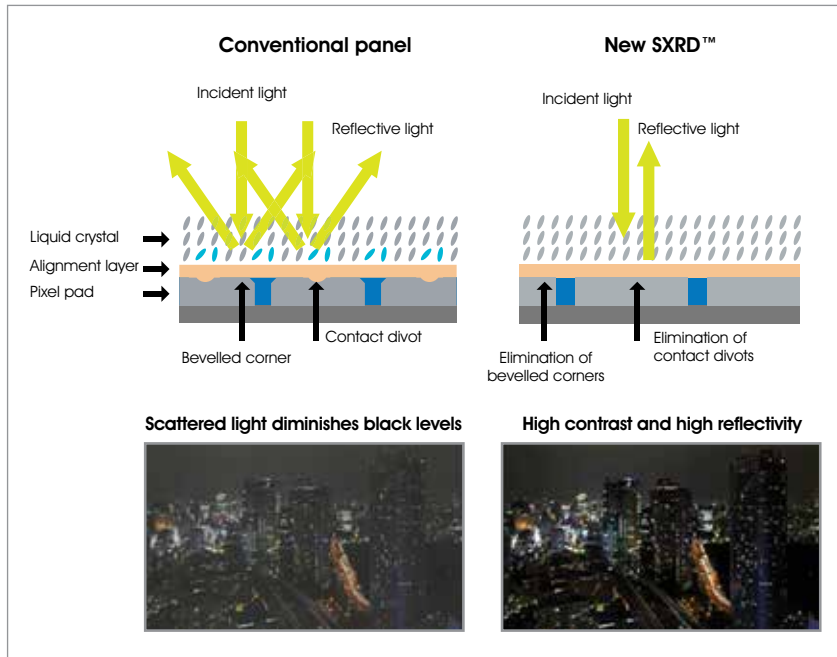 Conventional panel
Incident light
Reflective light
Liquid crystal
Alignment layer
Pixel pad
Bevelled corner
Contact divot
Scattered light diminishes black levels
New SXRD™
Incident light
Reflective light
Elimination of
bevelled corners
Elimination of
contact divots
High contrast and high reflectivity